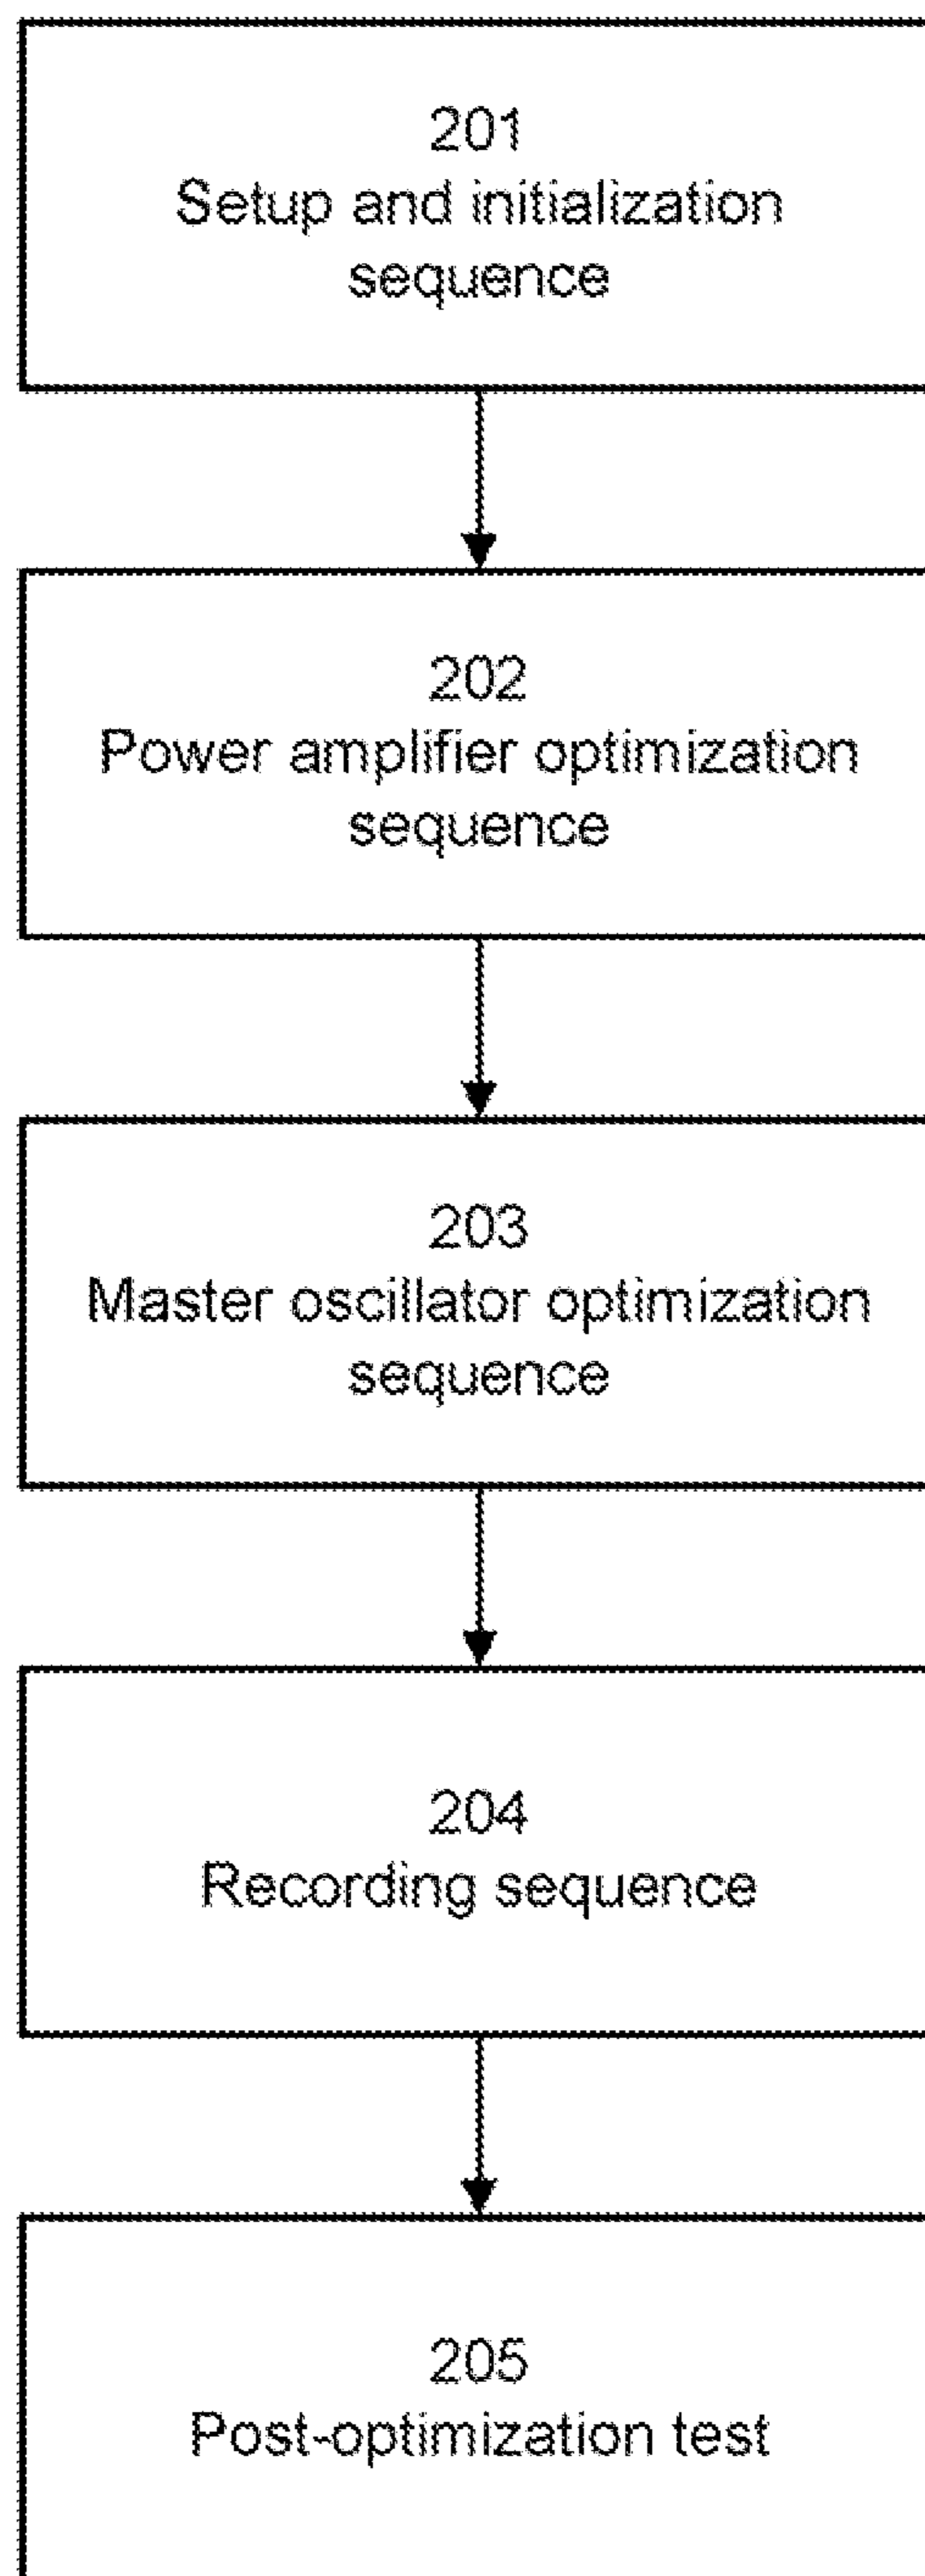 201
Setup and initialization
sequence
202
Power amplifier optimization
sequence
203
Master oscillator optimization
sequence
204
Recording sequence
205
Post-optimization test